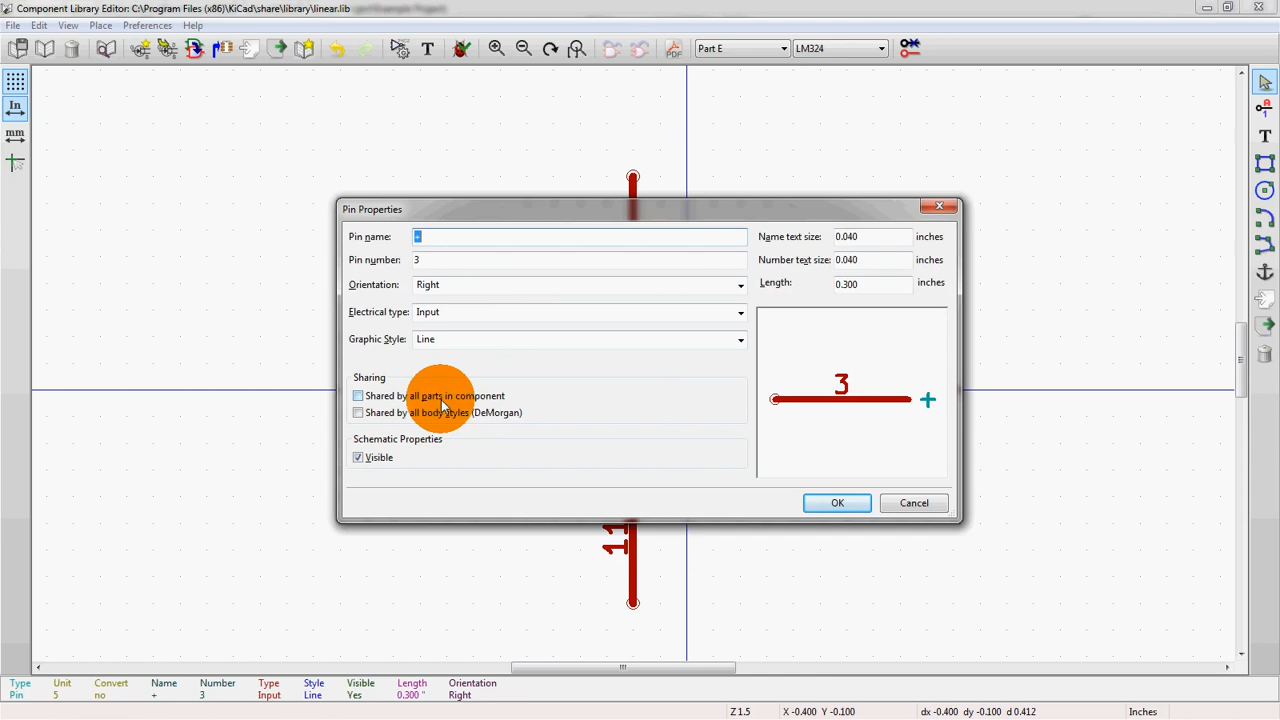 Component Library Editor: C:\Program Files (x86)\KiCad\share\library\linear.lib
File Edit View Place Preferences Help
T PDF Part E LM324
In
mm
A
1
T
Pin Properties
Pin name: + Name text size: 0.040 inches
Pin number: 3 Number text size: 0.040 inches
Orientation: Right Length: 0.300 inches
Electrical type: Input
Graphic Style: Line
Sharing
Shared by all parts in component
Shared by all body styles (DeMorgan)
Schematic Properties
Visible
3
+
OK Cancel
11
Type Unit Convert Name Number Type Style Visible Length Orientation
Pin 5 no + 3 Input Line Yes 0.300 " Right
Z 1.5 X -0.400 Y -0.100 dx -0.400 dy -0.100 d 0.412 Inches